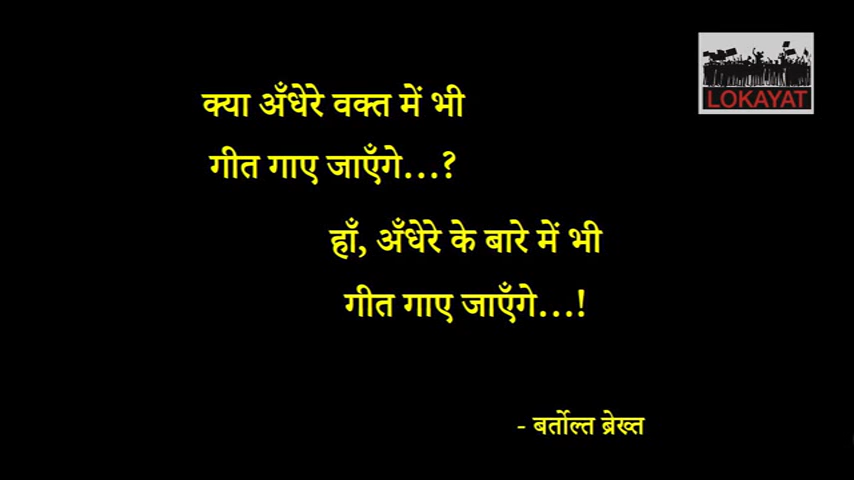 LOKAYAT
क्या अँधेरे वक्त में भी
गीत गाए जाएँगे...?
हाँ, अँधेरे के बारे में भी
गीत गाए जाएँगे...!
- बर्तोल्त ब्रेख्त